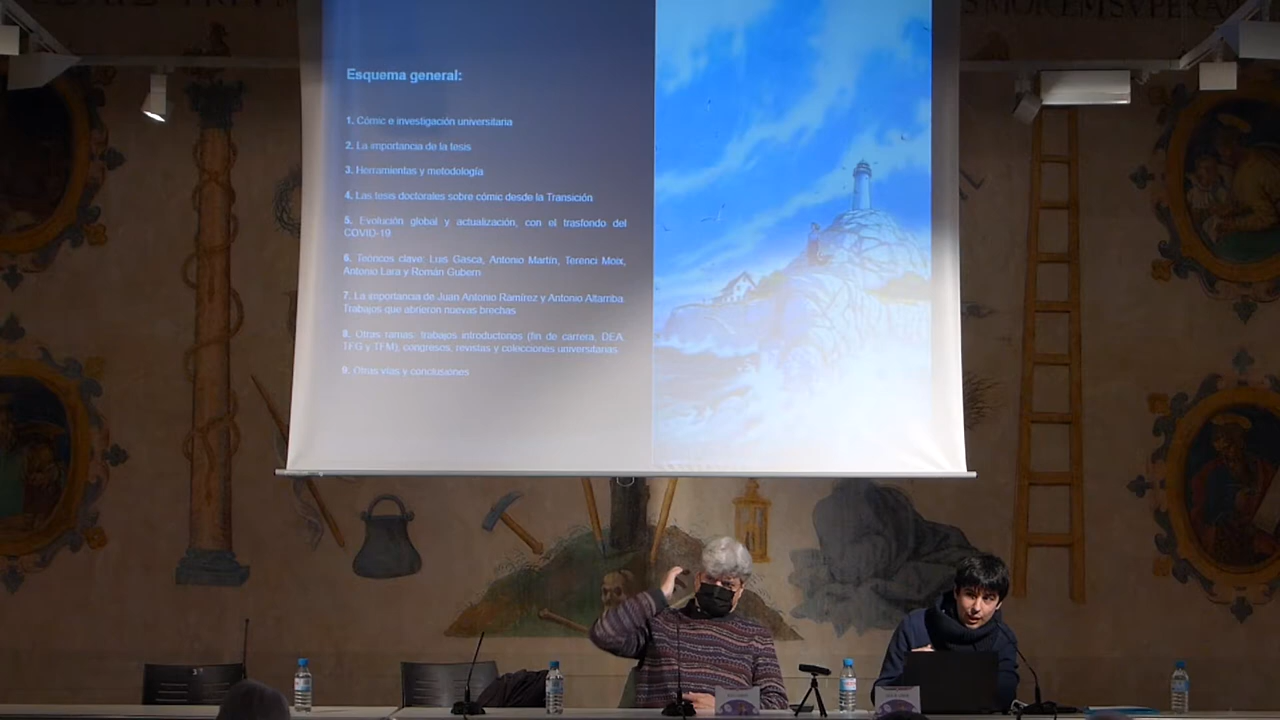 Esquema general:
1. Cómic e investigación universitaria
2. La importancia de la tesis
3. Herramientas y metodología
4. Las tesis doctorales sobre cómic desde la Transición
5. Evolución global y actualización, con el trasfondo del
COVID-19
6. Teóricos clave: Luis Gasca, Antonio Martín, Terenci Moix,
Antonio Lara y Román Gubern
7. La importancia de Juan Antonio Ramírez y Antonio Altarriba.
Trabajos que abrieron nuevas brechas
8. Otras ramas: trabajos introductorios (fin de carrera, DEA,
TFG y TFM), congresos, revistas y colecciones universitarias
9. Otras vías y conclusiones